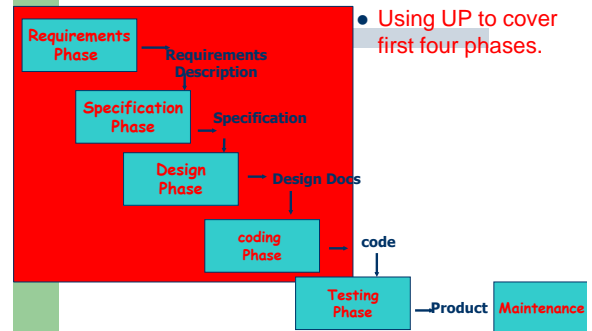 Requirements
Phase
Requirements
Description
Specification
Phase
Specification
Design
Phase
Design Docs
coding
Phase
code
Testing
Phase
Product
Maintenance
• Using UP to cover
first four phases.